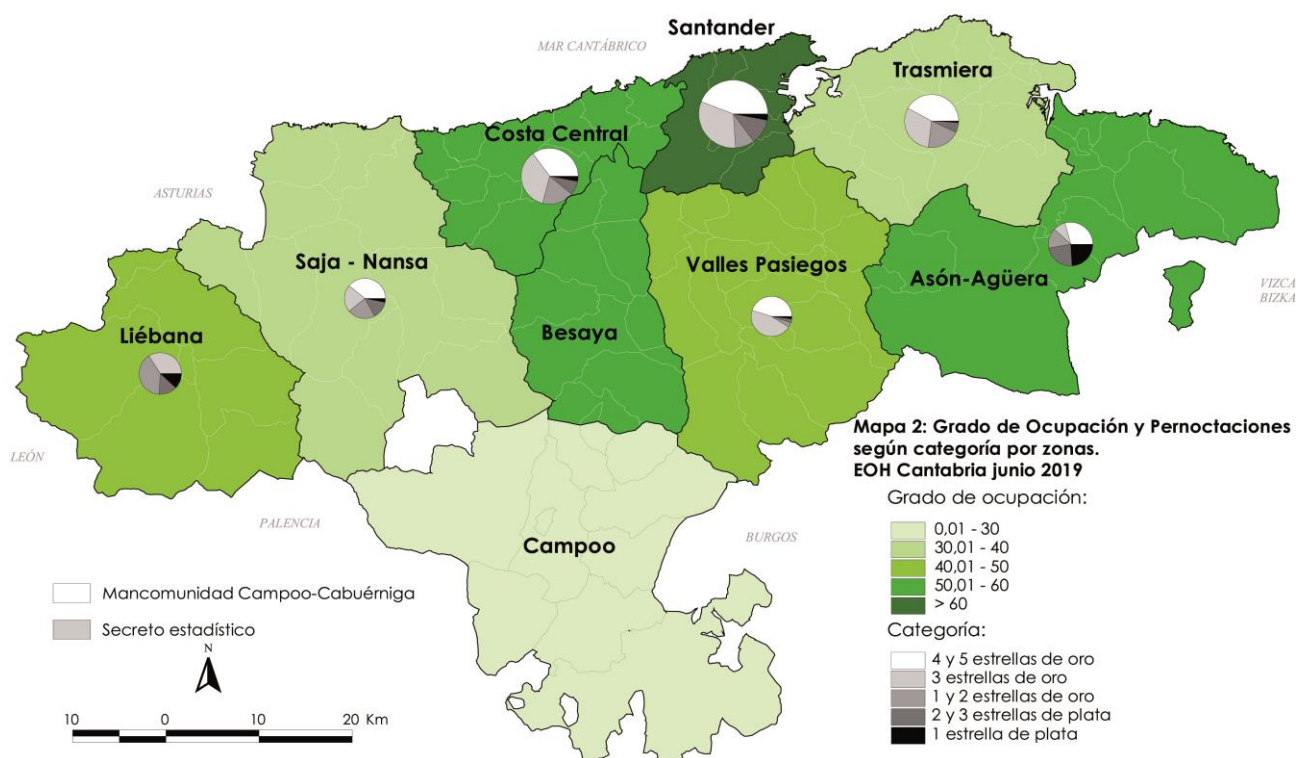 Santander
MAR CANTÁBRICO
Trasmiera
Costa Central
ASTURIAS
Saja - Nansa
Valles Pasiegos
Asón-Agüera
VIZCA
BIZKA
Liébana
Besaya
LEÓN
PALENCIA
Campoo
BURGOS
Mapa 2: Grado de Ocupación y Pernoctaciones
según categoría por zonas.
EOH Cantabria junio 2019
Grado de ocupación:
0,01 - 30
30,01 - 40
40,01 - 50
50,01 - 60
> 60
Categoría:
4 y 5 estrellas de oro
3 estrellas de oro
1 y 2 estrellas de oro
2 y 3 estrellas de plata
1 estrella de plata
Mancomunidad Campoo-Cabuérniga
Secreto estadístico
N
10 0 10 20 Km